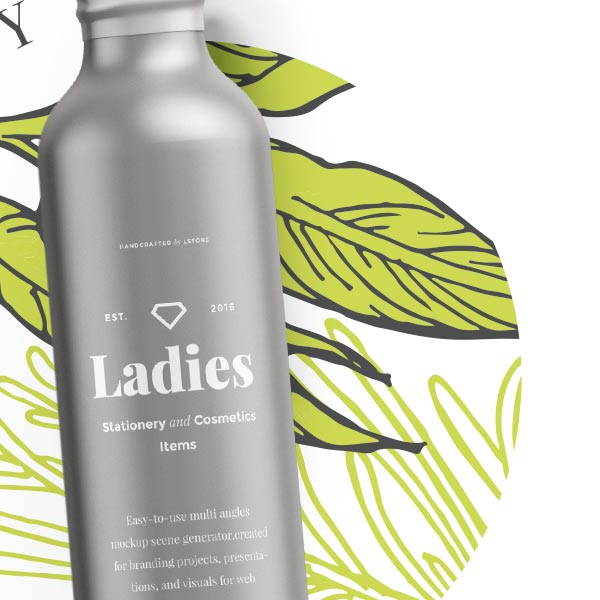 Y
HANDCRAFTED by LSTORE
EST. 2016
Ladies
Stationery and Cosmetics
Items
Easy-to-use multi angles
mockup scene generator.created
for branding projects, presenta-
tions, and visuals for web